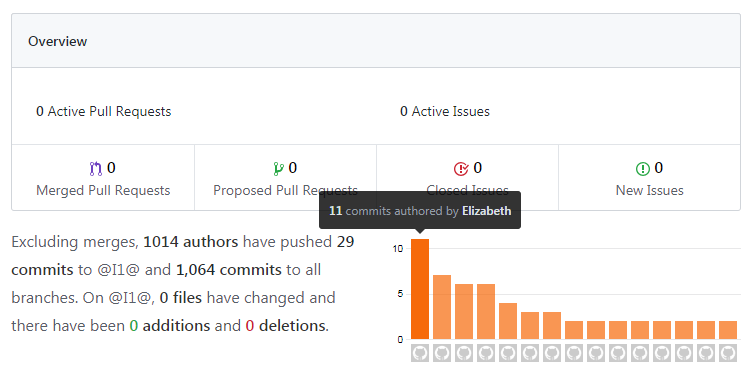 Overview
0 Active Pull Requests
0 Active Issues
0
Merged Pull Requests
0
Proposed Pull Requests
0
Closed Issues
0
New Issues
11 commits authored by Elizabeth
Excluding merges, 1014 authors have pushed 29
commits to @I1@ and 1,064 commits to all
branches. On @I1@, 0 files have changed and
there have been 0 additions and 0 deletions.
10
5
0